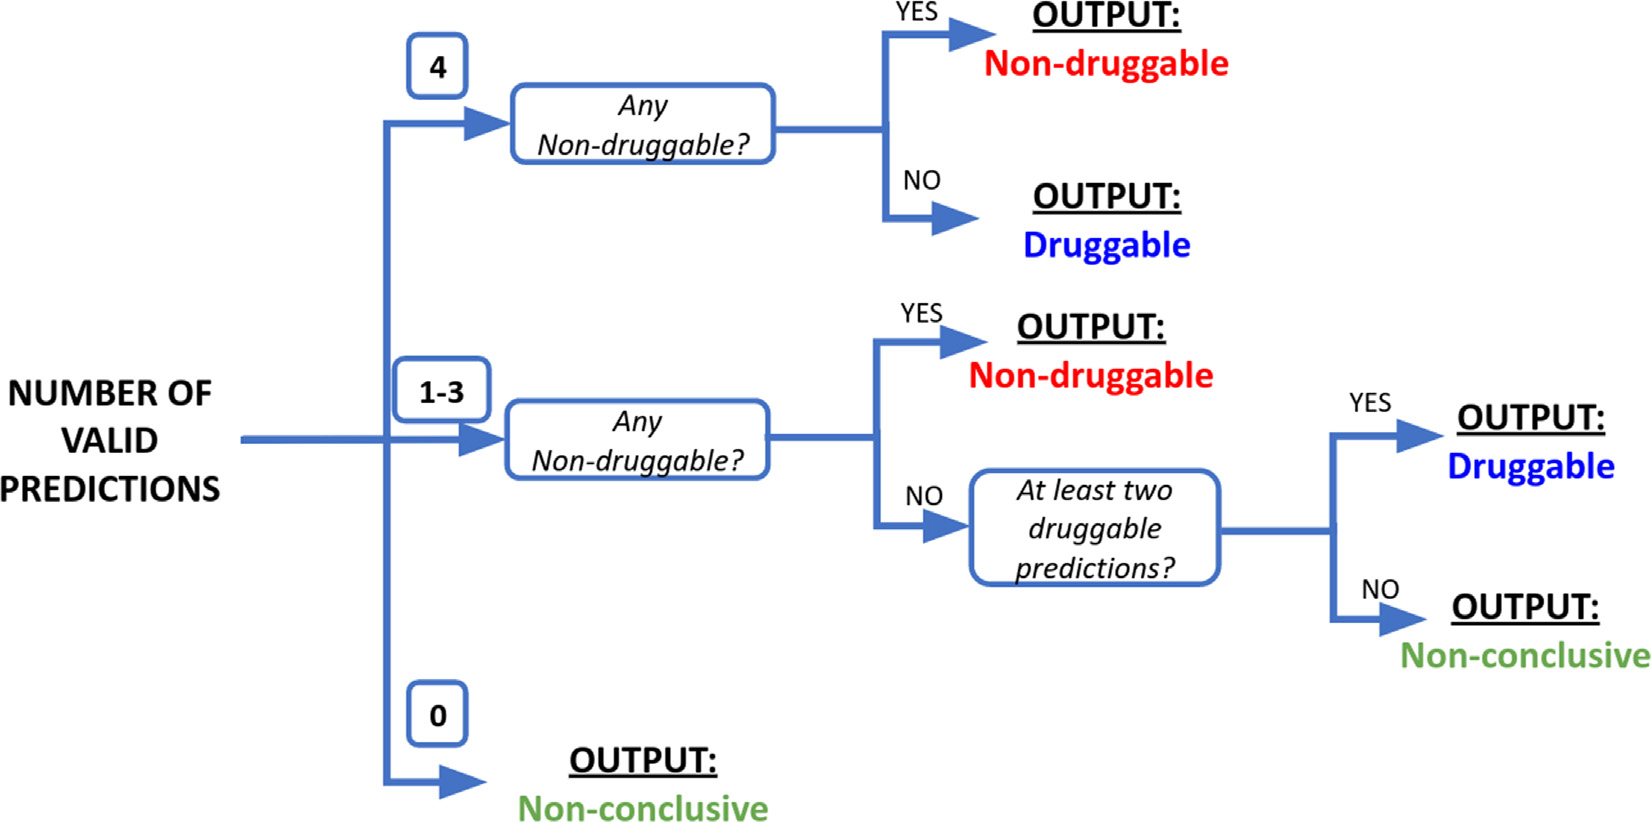 NUMBER OF
VALID
PREDICTIONS
4
Any
Non-druggable?
YES
OUTPUT:
Non-druggable
NO
OUTPUT:
Druggable
1-3
Any
Non-druggable?
YES
OUTPUT:
Non-druggable
NO
At least two
druggable
predictions?
YES
OUTPUT:
Druggable
NO
OUTPUT:
Non-conclusive
0
OUTPUT:
Non-conclusive